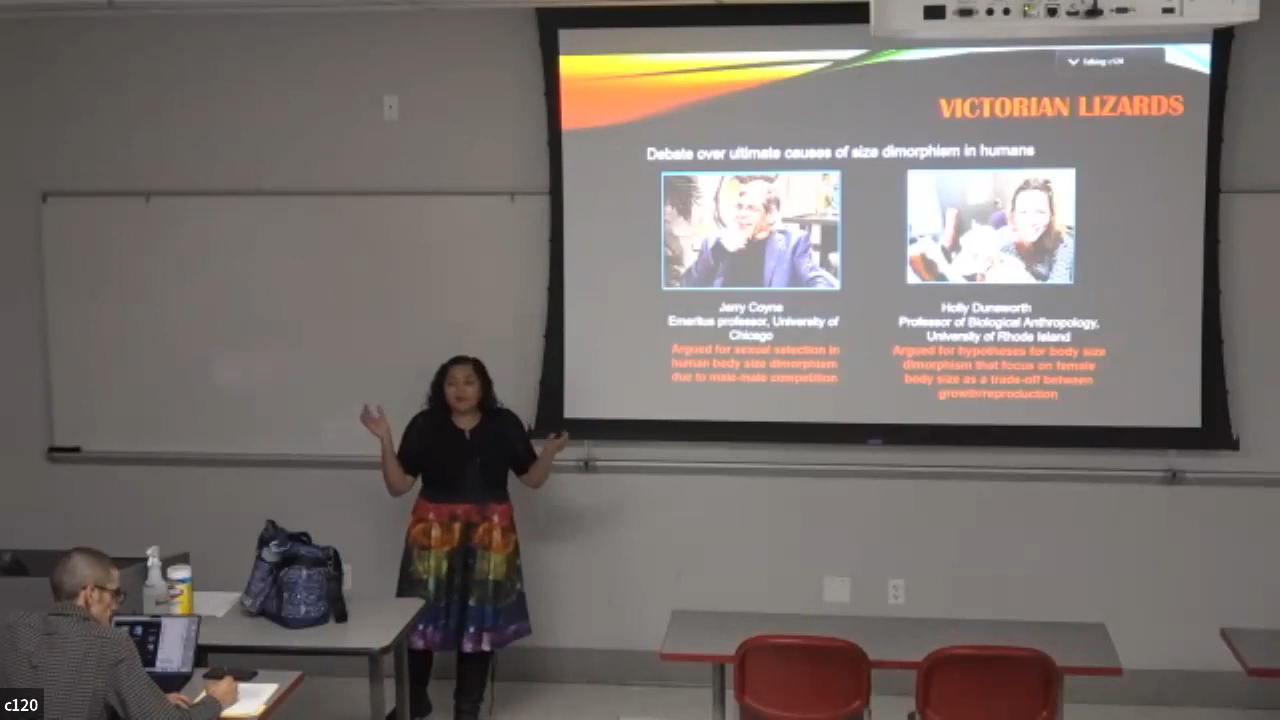 Talking: c120
VICTORIAN LIZARDS
Debate over ultimate causes of size dimorphism in humans
Jerry Coyne
Emeritus professor, University of
Chicago
Argued for sexual selection in
human body size dimorphism
due to male-male competition
Holly Dunsworth
Professor of Biological Anthropology,
University of Rhode Island
Argued for hypotheses for body size
dimorphism that focus on female
body size as a trade-off between
growth/reproduction
c120